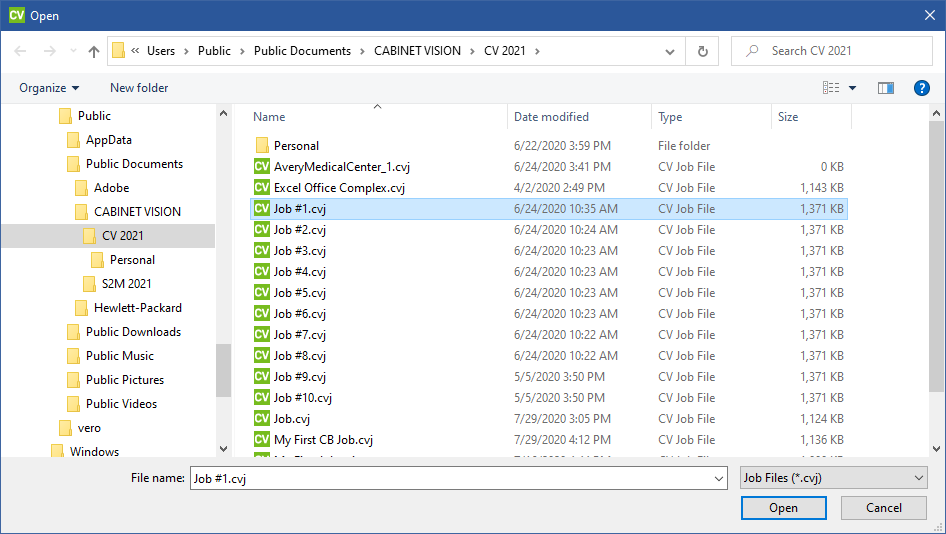 CV Open
« Users > Public > Public Documents > CABINET VISION > CV 2021 >
Search CV 2021
Organize New folder ?
Public
AppData
Public Documents
Adobe
CABINET VISION
CV 2021
Personal
S2M 2021
Hewlett-Packard
Public Downloads
Public Music
Public Pictures
Public Videos
vero
Windows
Name Date modified Type Size
Personal 6/22/2020 3:59 PM File folder
CV AveryMedicalCenter_1.cvj 6/24/2020 3:41 PM CV Job File 0 KB
CV Excel Office Complex.cvj 4/2/2020 2:49 PM CV Job File 1,143 KB
CV Job #1.cvj 6/24/2020 10:35 AM CV Job File 1,371 KB
CV Job #2.cvj 6/24/2020 10:24 AM CV Job File 1,371 KB
CV Job #3.cvj 6/24/2020 10:23 AM CV Job File 1,371 KB
CV Job #4.cvj 6/24/2020 10:23 AM CV Job File 1,371 KB
CV Job #5.cvj 6/24/2020 10:23 AM CV Job File 1,371 KB
CV Job #6.cvj 6/24/2020 10:23 AM CV Job File 1,371 KB
CV Job #7.cvj 6/24/2020 10:22 AM CV Job File 1,371 KB
CV Job #8.cvj 6/24/2020 10:22 AM CV Job File 1,371 KB
CV Job #9.cvj 5/5/2020 3:50 PM CV Job File 1,371 KB
CV Job #10.cvj 5/5/2020 3:50 PM CV Job File 1,371 KB
CV Job.cvj 7/29/2020 3:05 PM CV Job File 1,124 KB
CV My First CB Job.cvj 7/29/2020 4:12 PM CV Job File 1,136 KB
File name: Job #1.cvj Job Files (*.cvj)
Open Cancel